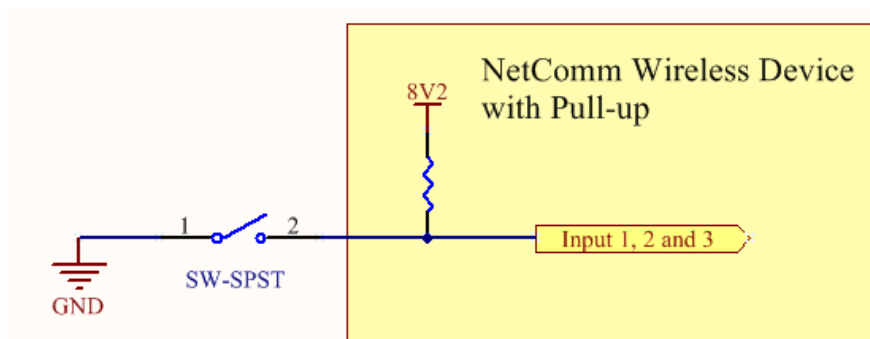 NetComm Wireless Device
with Pull-up
8V2
1
2
Input 1, 2 and 3
SW-SPST
GND